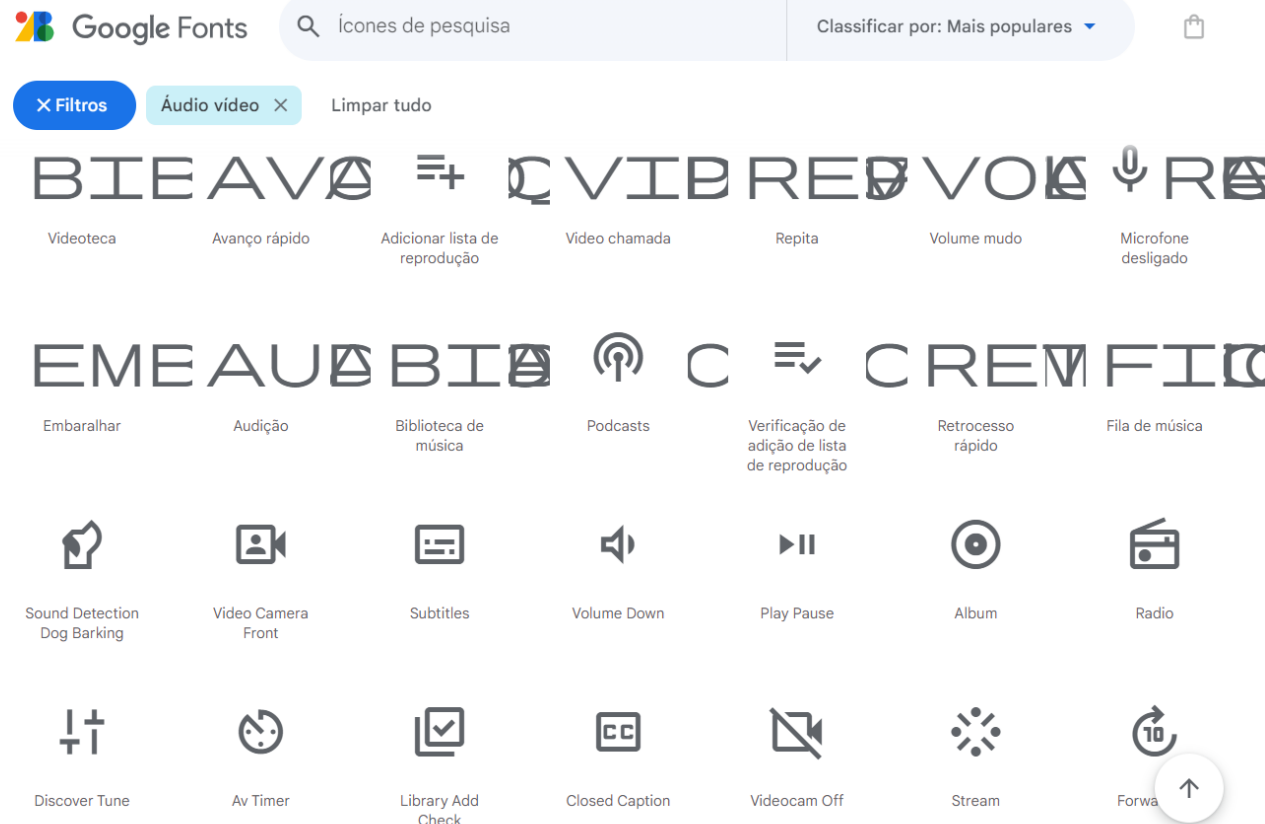 Google Fonts
Ícones de pesquisa
Classificar por: Mais populares
Filtros
Áudio vídeo
Limpar tudo
Videoteca
Avanço rápido
Adicionar lista de
reprodução
Video chamada
Repita
Volume mudo
Microfone
desligado
Embaralhar
Audição
Biblioteca de
música
Podcasts
Verificação de
adição de lista
de reprodução
Retrocesso
rápido
Fila de música
Sound Detection
Dog Barking
Video Camera
Front
Subtitles
Volume Down
Play Pause
Album
Radio
CC
10
Discover Tune
Av Timer
Library Add
Check
Closed Caption
Videocam Off
Stream